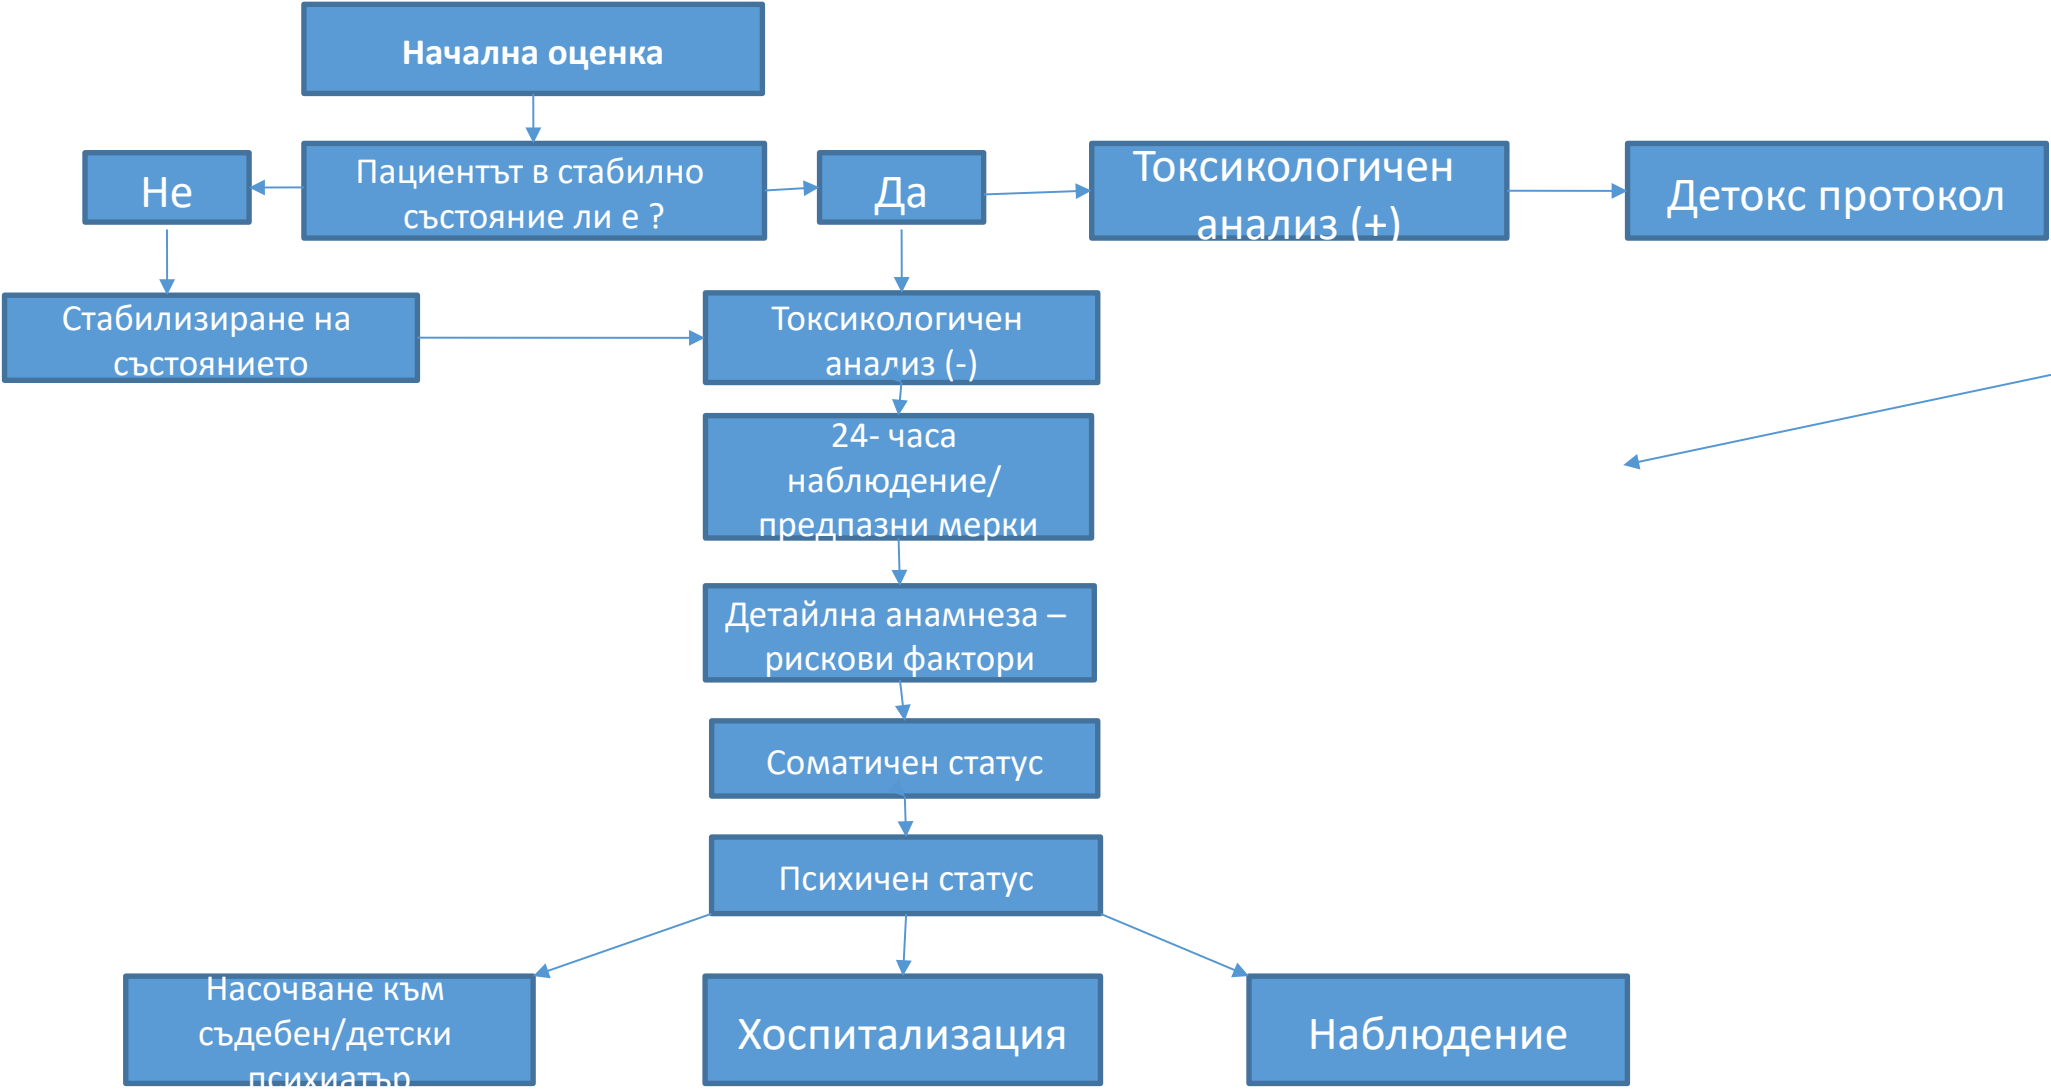 Начална оценка
Не
Пациентът в стабилно
състояние ли е ?
Да
Токсикологичен
анализ (+)
Детокс протокол
Стабилизиране на
състоянието
Токсикологичен
анализ (-)
24- часа
наблюдение/
предпазни мерки
Детайлна анамнеза –
рискови фактори
Соматичен статус
Психичен статус
Насочване към
съдебен/детски
психиатър
Хоспитализация
Наблюдение